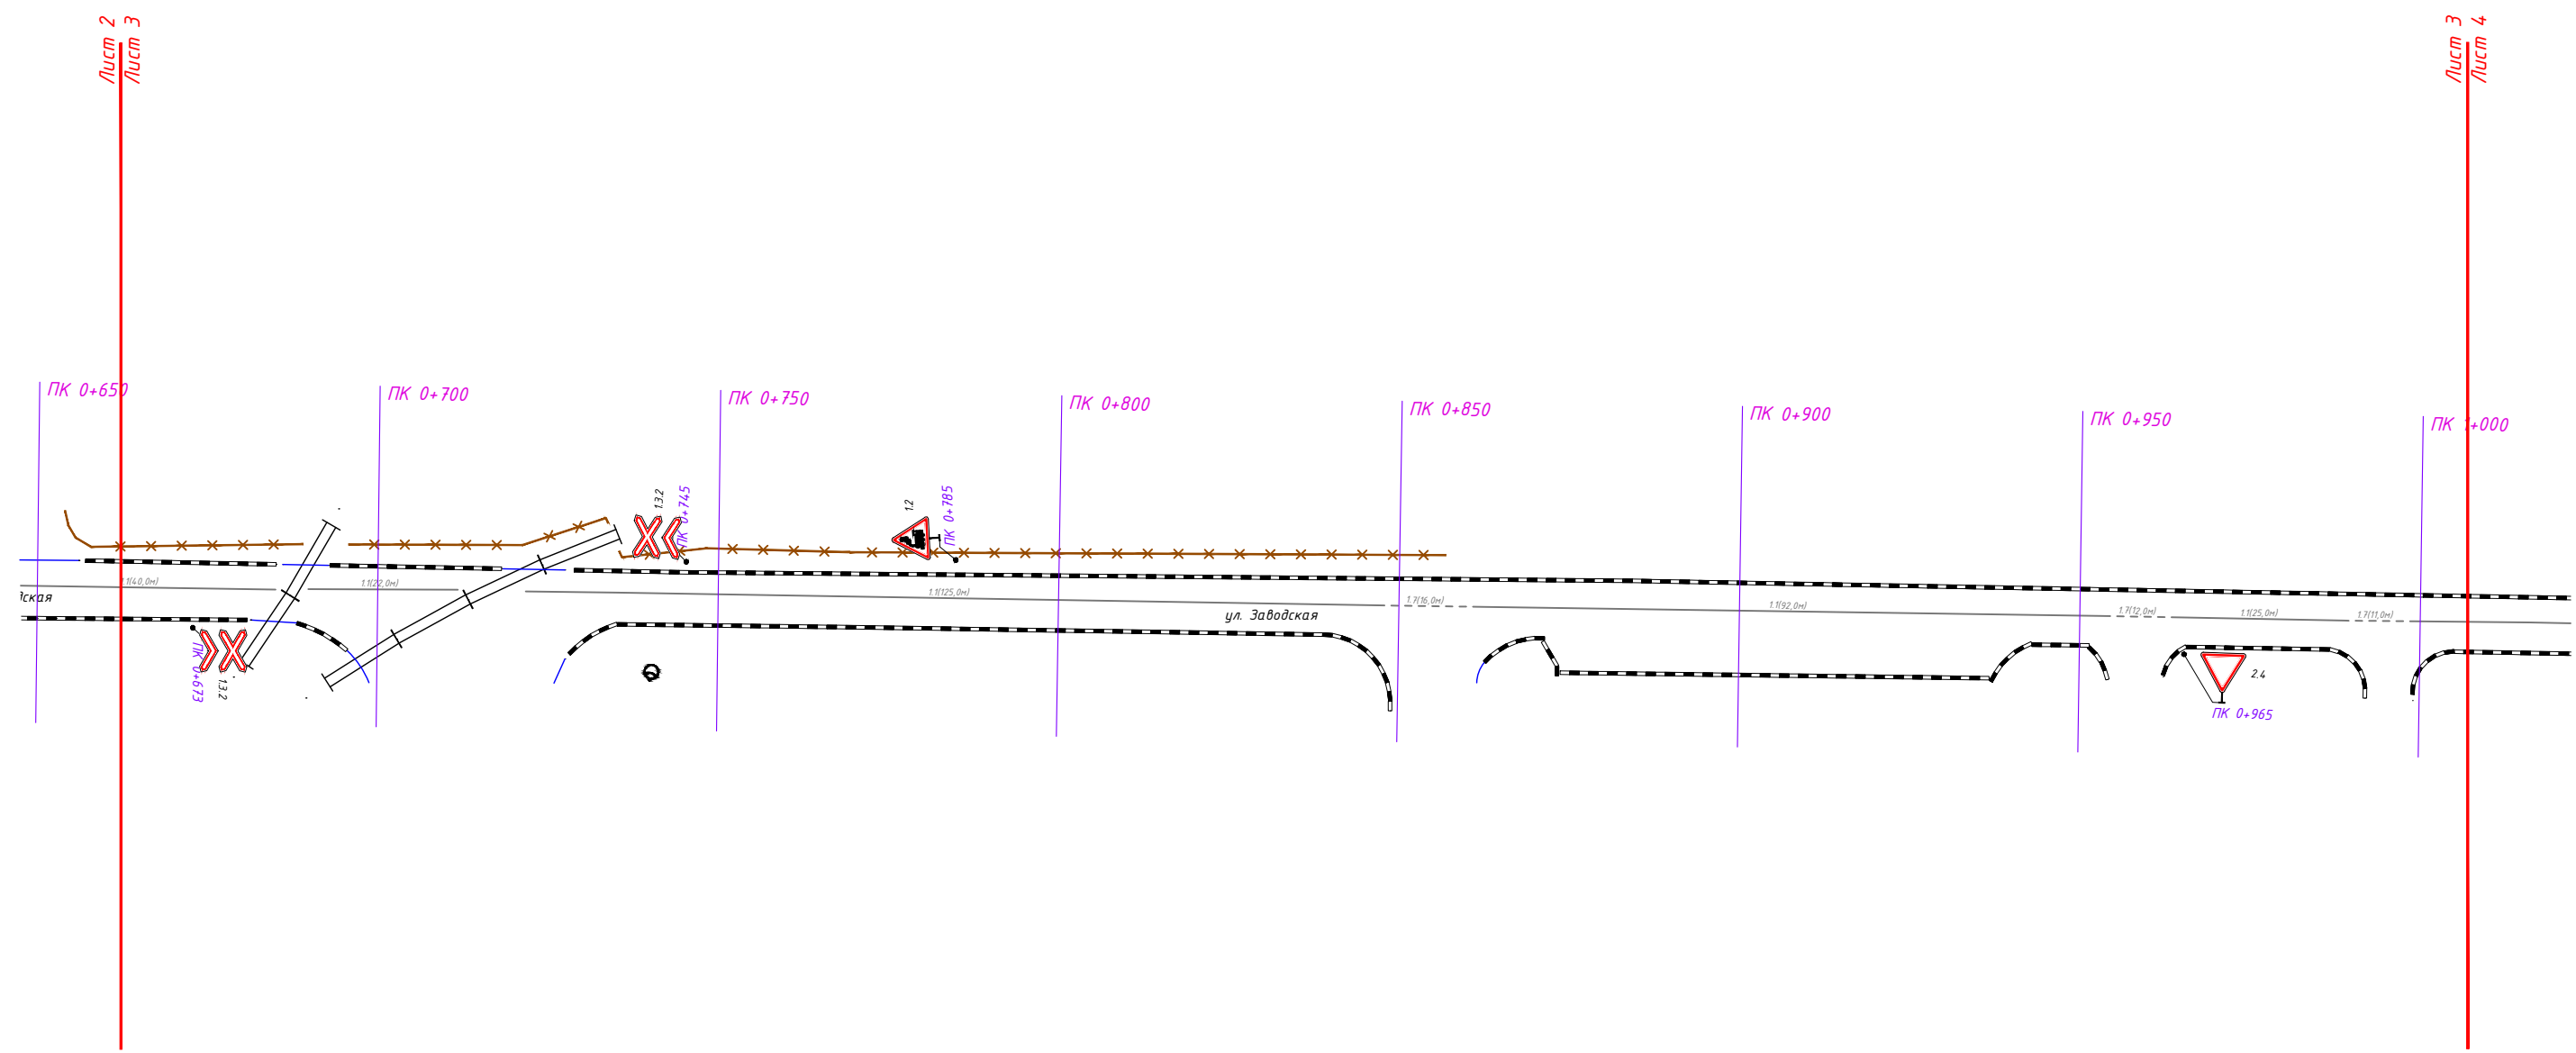 Лист 2
Лист 3
Лист 3
Лист 4
ПК 0+650
ПК 0+700
ПК 0+750
ПК 0+800
ПК 0+850
ПК 0+900
ПК 0+950
ПК 1+000
1.3.2
ПК 0+745
1.2
ПК 0+785
1.1(40,0м)
1.1(22,0м)
1.1(125,0м)
1.7(16,0м)
1.1(92,0м)
1.7(12,0м)
1.1(25,0м)
1.7(11,0м)
дская
ул. Заводская
ПК 0+673
1.3.2
2.4
ПК 0+965